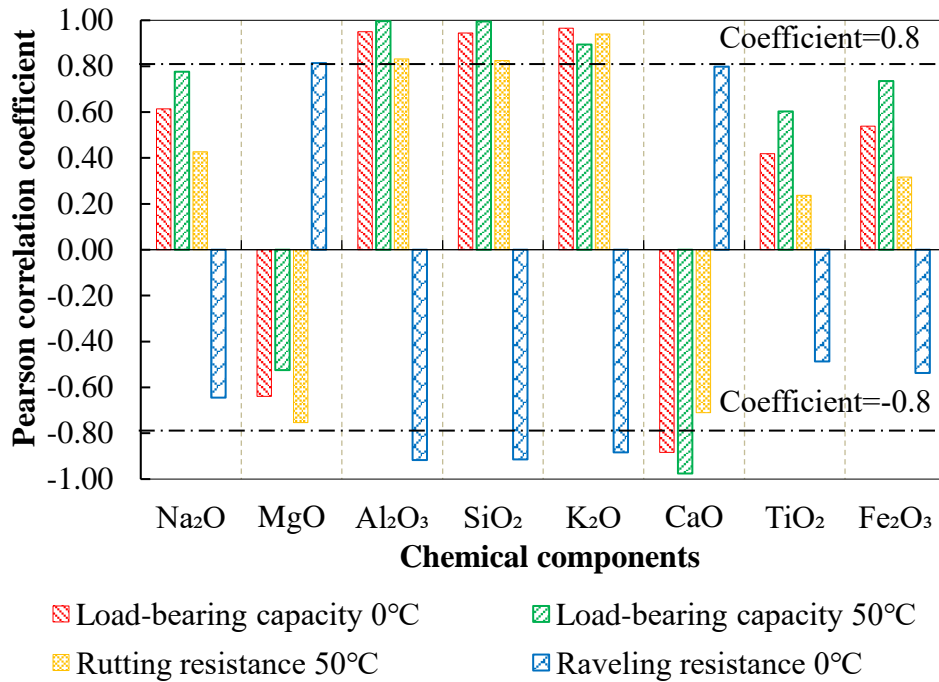 Pearson correlation coefficient
1.00
0.80
0.60
0.40
0.20
0.00
-0.20
-0.40
-0.60
-0.80
-1.00
Coefficient=0.8
Coefficient=-0.8
Na₂O MgO Al₂O₃ SiO₂ K₂O CaO TiO₂ Fe₂O₃
Chemical components
Load-bearing capacity 0℃ Load-bearing capacity 50℃
Rutting resistance 50℃ Raveling resistance 0℃